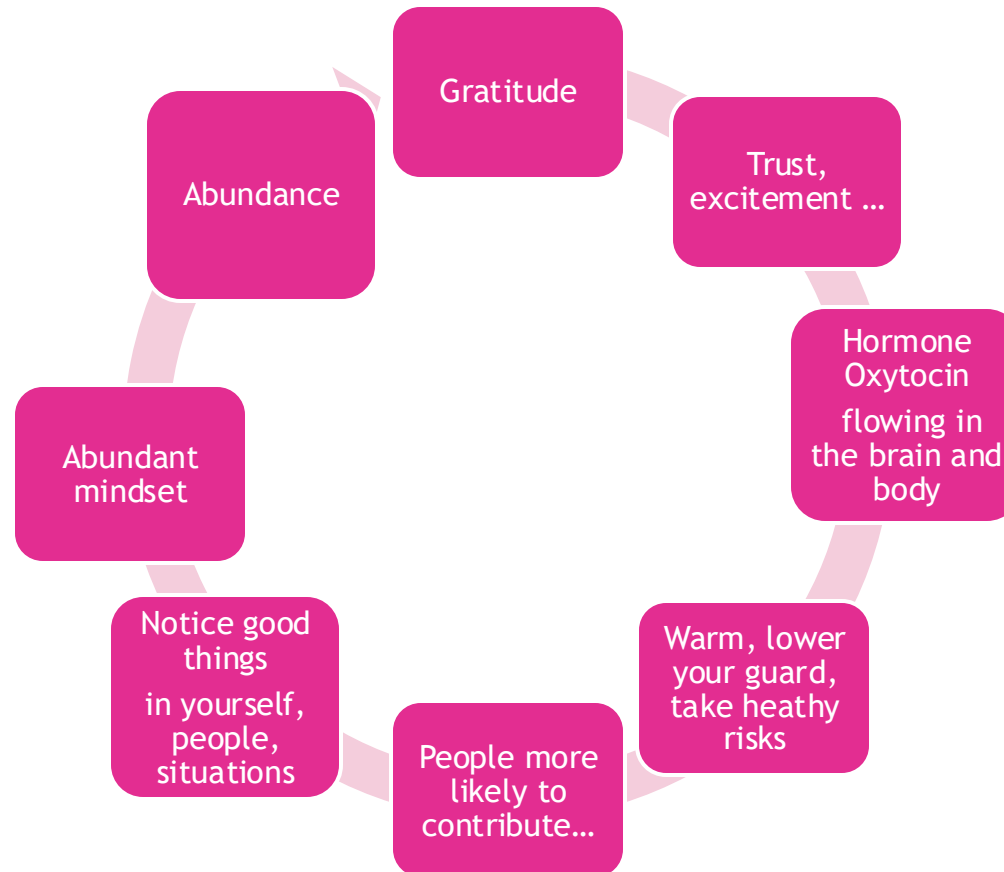 Gratitude
Trust,
excitement …
Hormone
Oxytocin
flowing in
the brain and
body
Warm, lower
your guard,
take heathy
risks
People more
likely to
contribute…
Notice good
things
in yourself,
people,
situations
Abundant
mindset
Abundance